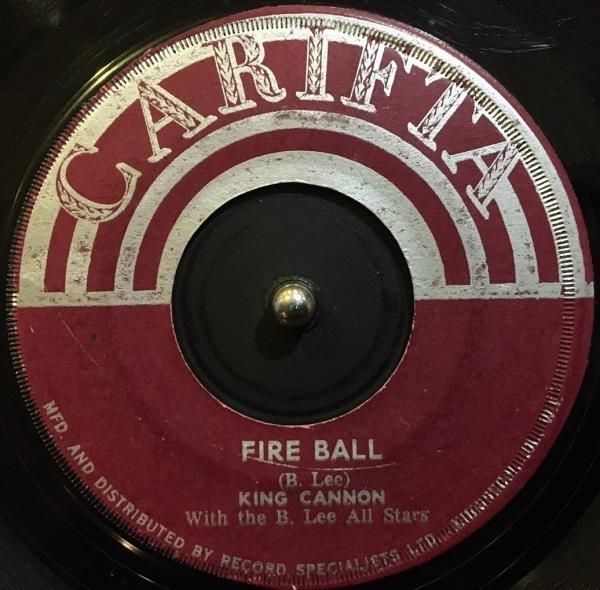 CARIFTA
FIRE BALL
(B. Lee)
KING CANNON
With the B. Lee All Stars
MFD. AND DISTRIBUTED BY RECORD SPECIALISTS LTD.